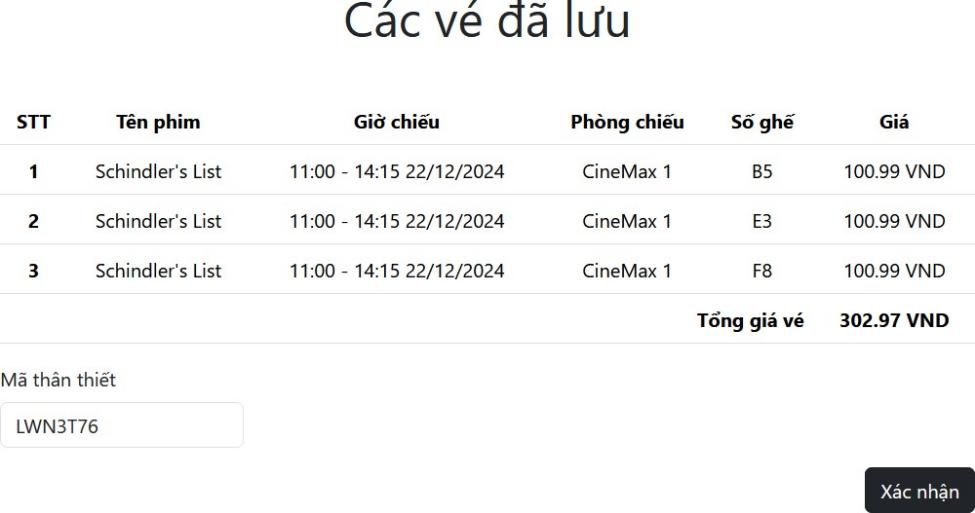 Các vé đã lưu
STT Tên phim Giờ chiếu Phòng chiếu Số ghế Giá
1 Schindler's List 11:00 - 14:15 22/12/2024 CineMax 1 B5 100.99 VND
2 Schindler's List 11:00 - 14:15 22/12/2024 CineMax 1 E3 100.99 VND
3 Schindler's List 11:00 - 14:15 22/12/2024 CineMax 1 F8 100.99 VND
Tổng giá vé 302.97 VND
Mã thân thiết
LWN3T76
Xác nhận